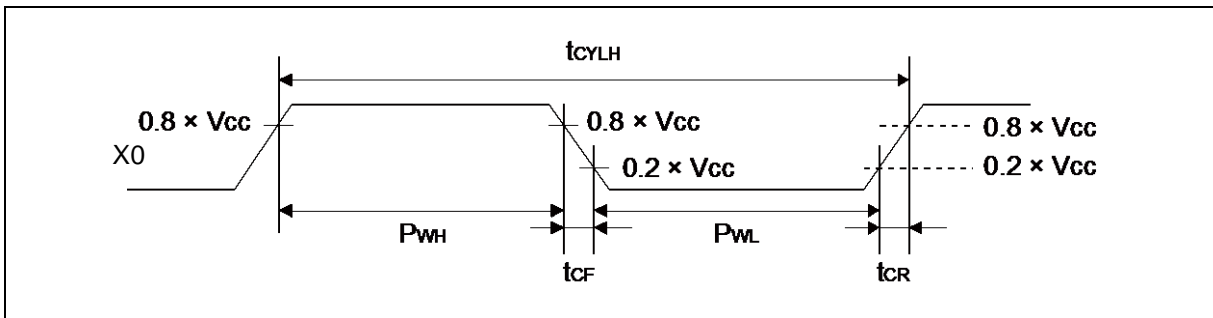 tCYLH
0.8 × Vcc
0.8 × Vcc
0.8 × Vcc
X0
0.2 × Vcc
0.2 × Vcc
PWH
PWL
tCF
tCR